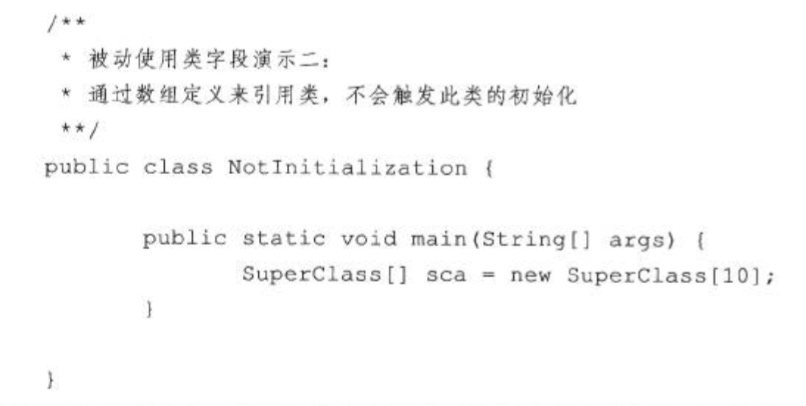 /**
* 被动使用类字段演示二：
* 通过数组定义来引用类，不会触发此类的初始化
**/
public class NotInitialization {
public static void main(String[] args) {
SuperClass[] sca = new SuperClass[10];
}
}